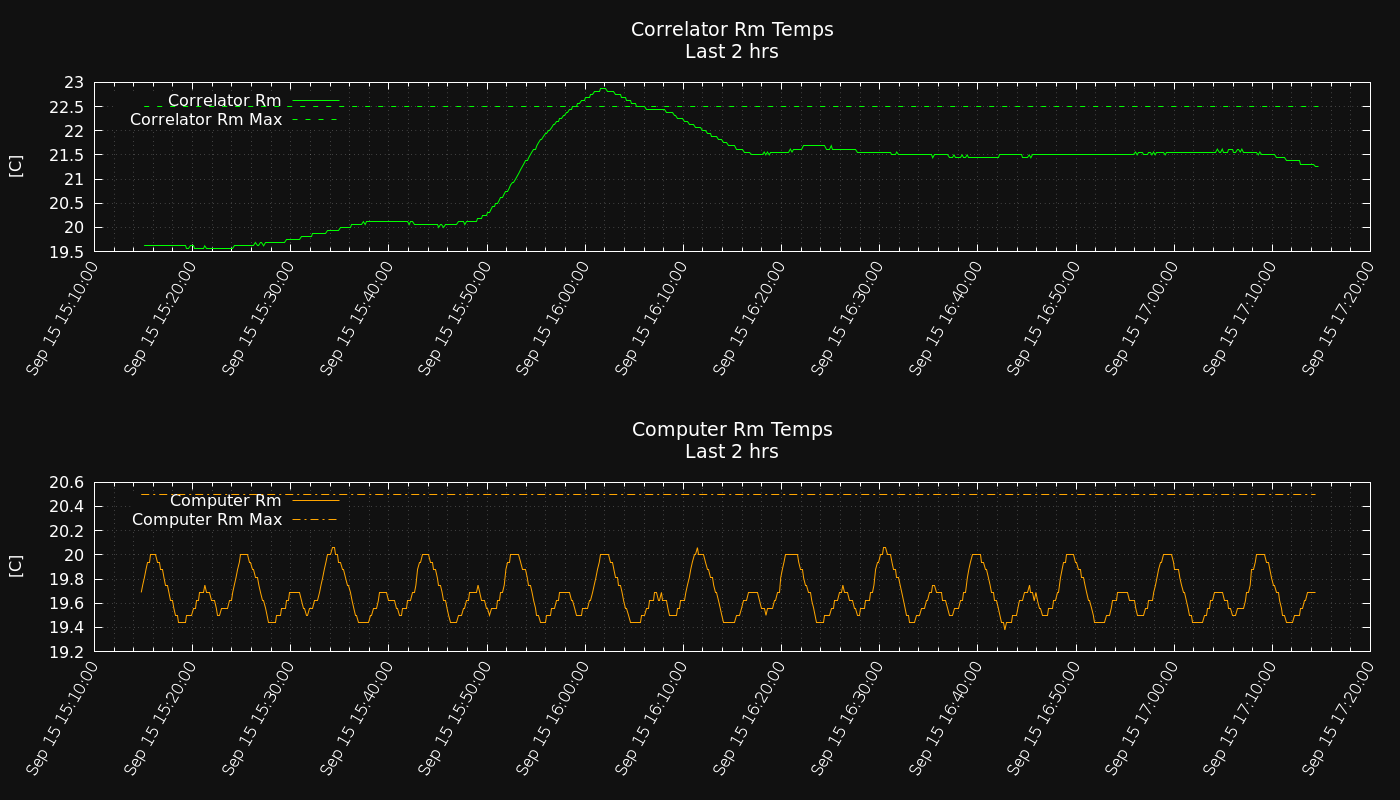 Correlator Rm Temps
Last 2 hrs
[C]
23
22.5
22
21.5
21
20.5
20
19.5
Correlator Rm
Correlator Rm Max
Sep 15 15:10:00
Sep 15 15:20:00
Sep 15 15:30:00
Sep 15 15:40:00
Sep 15 15:50:00
Sep 15 16:00:00
Sep 15 16:10:00
Sep 15 16:20:00
Sep 15 16:30:00
Sep 15 16:40:00
Sep 15 16:50:00
Sep 15 17:00:00
Sep 15 17:10:00
Sep 15 17:20:00
Computer Rm Temps
Last 2 hrs
[C]
20.6
20.4
20.2
20
19.8
19.6
19.4
19.2
Computer Rm
Computer Rm Max
Sep 15 15:10:00
Sep 15 15:20:00
Sep 15 15:30:00
Sep 15 15:40:00
Sep 15 15:50:00
Sep 15 16:00:00
Sep 15 16:10:00
Sep 15 16:20:00
Sep 15 16:30:00
Sep 15 16:40:00
Sep 15 16:50:00
Sep 15 17:00:00
Sep 15 17:10:00
Sep 15 17:20:00